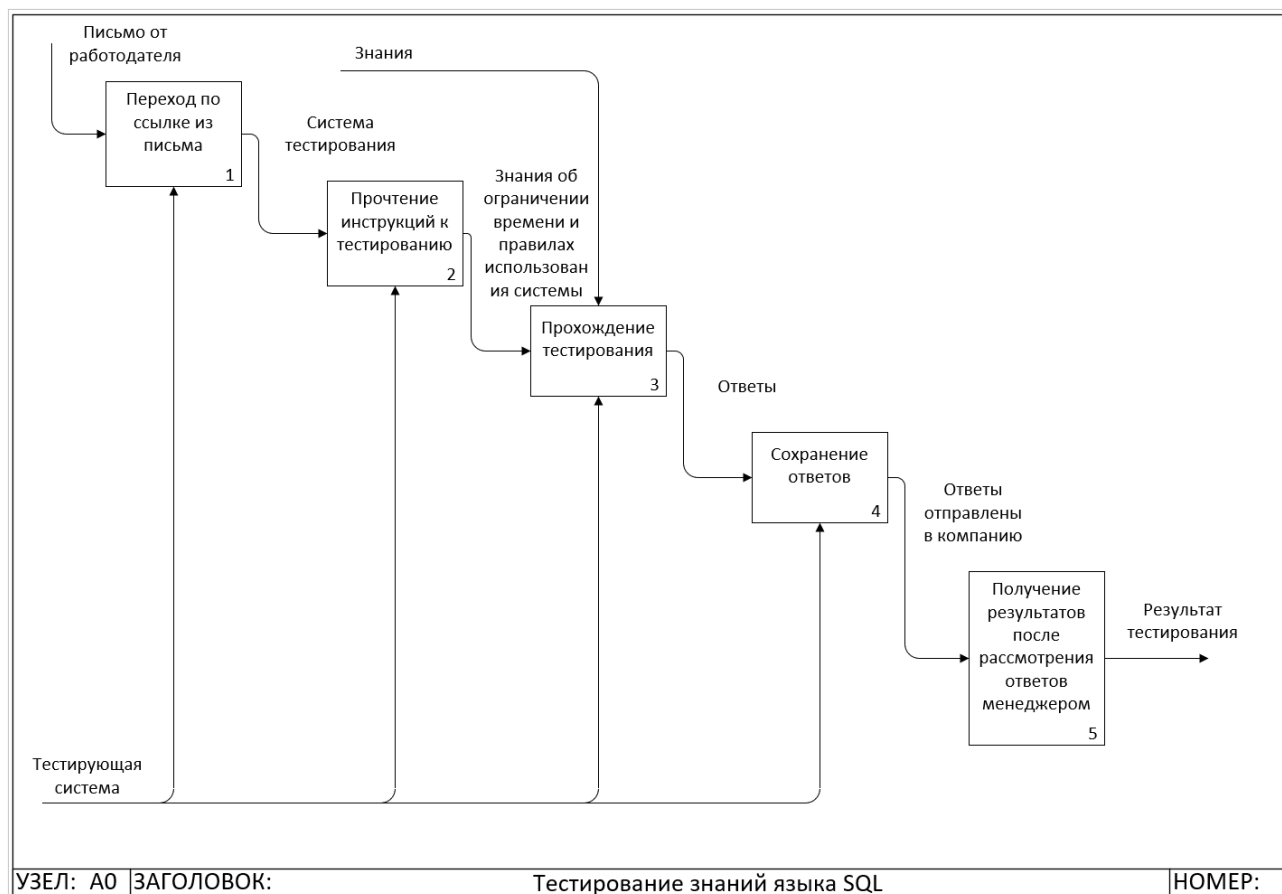 Письмо от
работодателя
Знания
Переход по
ссылке из
письма
1
Система
тестирования
Прочтение
инструкций к
тестированию
2
Знания об
ограничении
времени и
правилах
использован
ия системы
Прохождение
тестирования
3
Ответы
Сохранение
ответов
4
Ответы
отправлены
в компанию
Получение
результатов
после
рассмотрения
ответов
менеджером
5
Результат
тестирования
Тестирующая
система
УЗЕЛ: A0 ЗАГОЛОВОК: Тестирование знаний языка SQL НОМЕР: